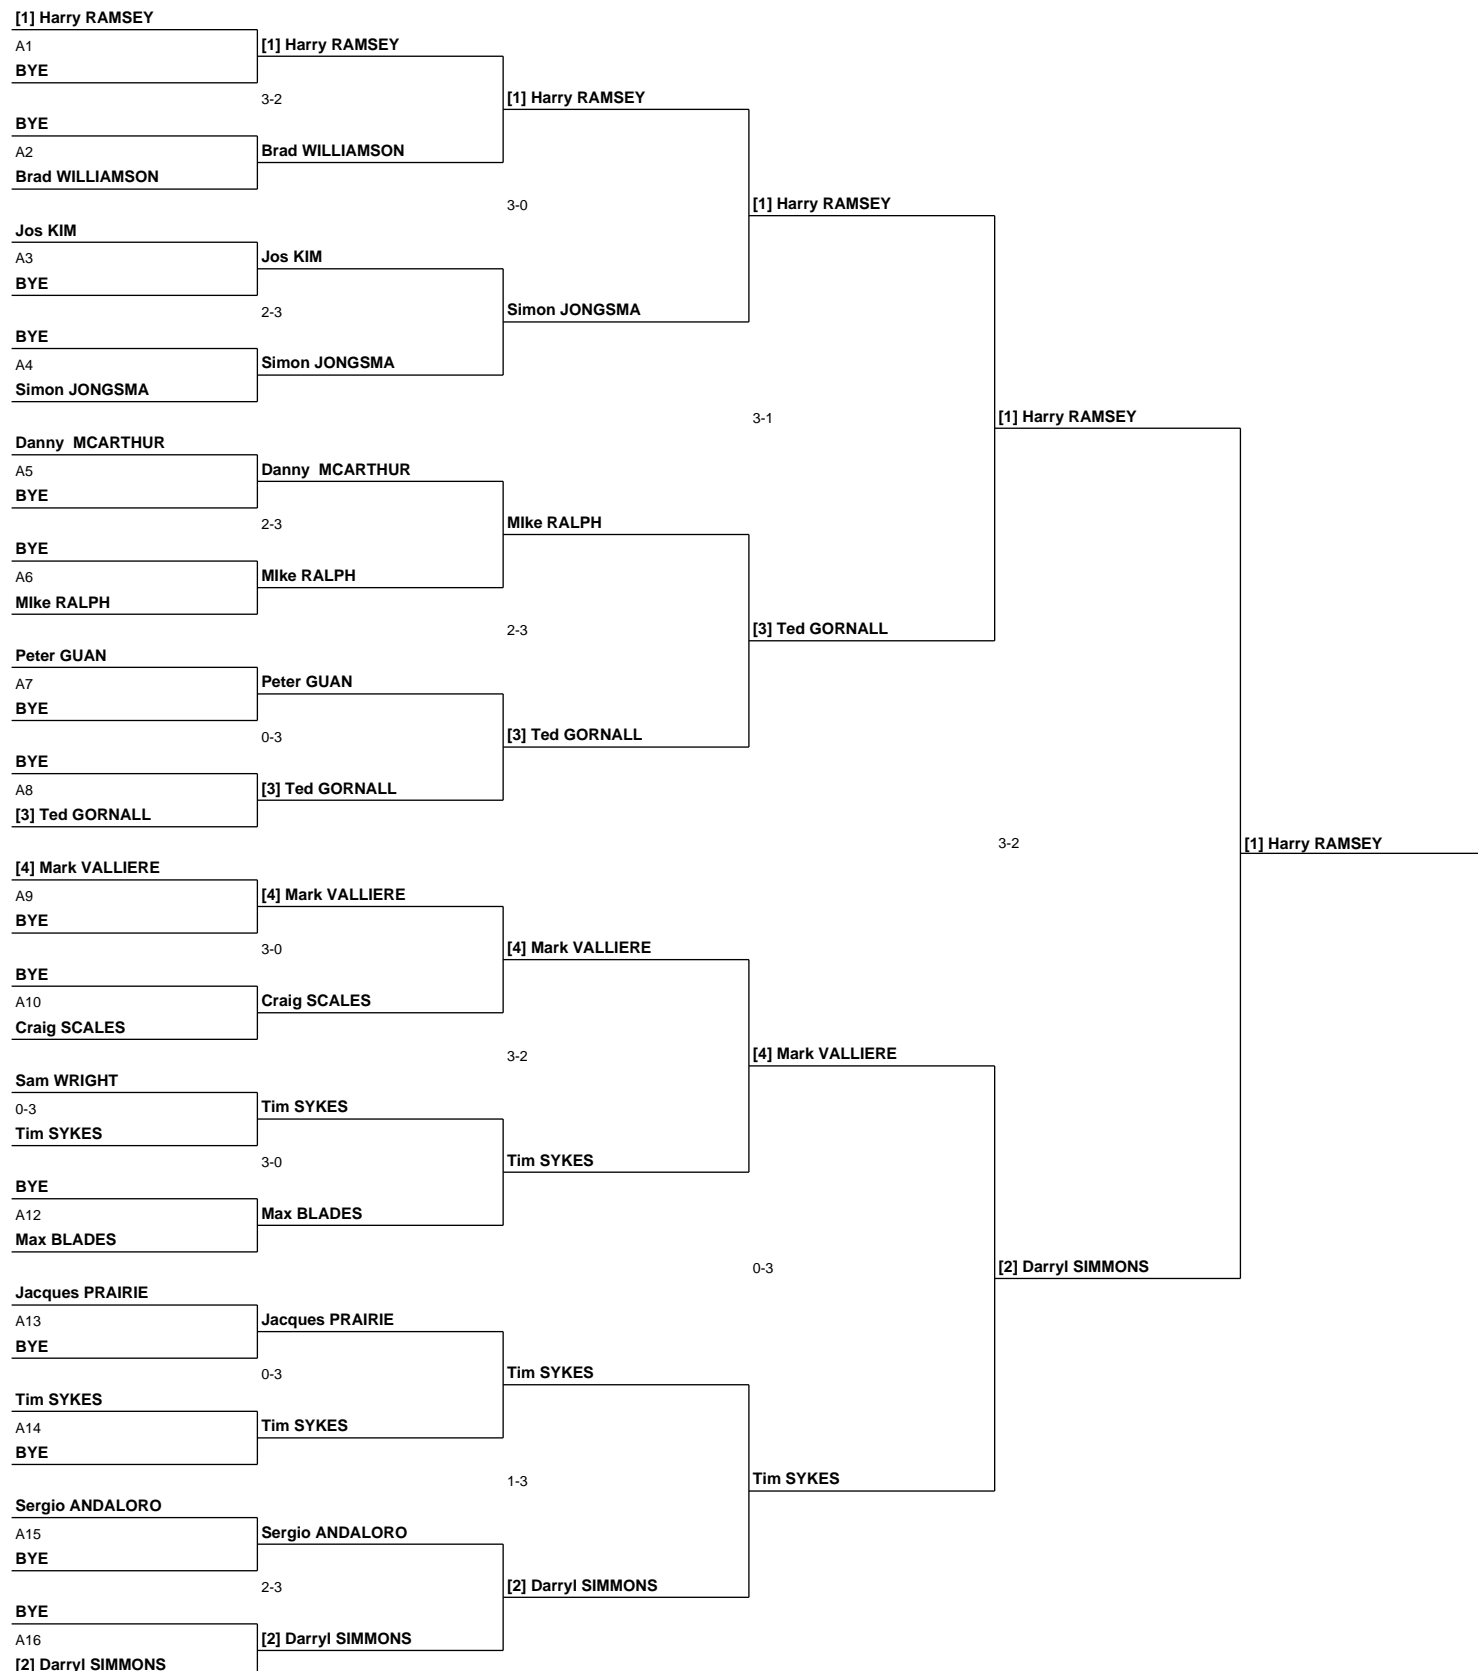 [1] Harry RAMSEY
A1
[1] Harry RAMSEY
BYE
3-2
[1] Harry RAMSEY
BYE
A2
Brad WILLIAMSON
Brad WILLIAMSON
3-0
[1] Harry RAMSEY
Jos KIM
A3
Jos KIM
BYE
2-3
Simon JONGSMA
BYE
A4
Simon JONGSMA
Simon JONGSMA
3-1
[1] Harry RAMSEY
Danny  MCARTHUR
A5
Danny  MCARTHUR
BYE
2-3
MIke RALPH
BYE
A6
MIke RALPH
MIke RALPH
2-3
[3] Ted GORNALL
Peter GUAN
A7
Peter GUAN
BYE
0-3
[3] Ted GORNALL
BYE
A8
[3] Ted GORNALL
[3] Ted GORNALL
3-2
[1] Harry RAMSEY
[4] Mark VALLIERE
A9
[4] Mark VALLIERE
BYE
3-0
[4] Mark VALLIERE
BYE
A10
Craig SCALES
Craig SCALES
3-2
[4] Mark VALLIERE
Sam WRIGHT
0-3
Tim SYKES
Tim SYKES
3-0
Tim SYKES
BYE
A12
Max BLADES
Max BLADES
0-3
[2] Darryl SIMMONS
Jacques PRAIRIE
A13
Jacques PRAIRIE
BYE
0-3
Tim SYKES
Tim SYKES
A14
Tim SYKES
BYE
1-3
Tim SYKES
Sergio ANDALORO
A15
Sergio ANDALORO
BYE
2-3
[2] Darryl SIMMONS
BYE
A16
[2] Darryl SIMMONS
[2] Darryl SIMMONS